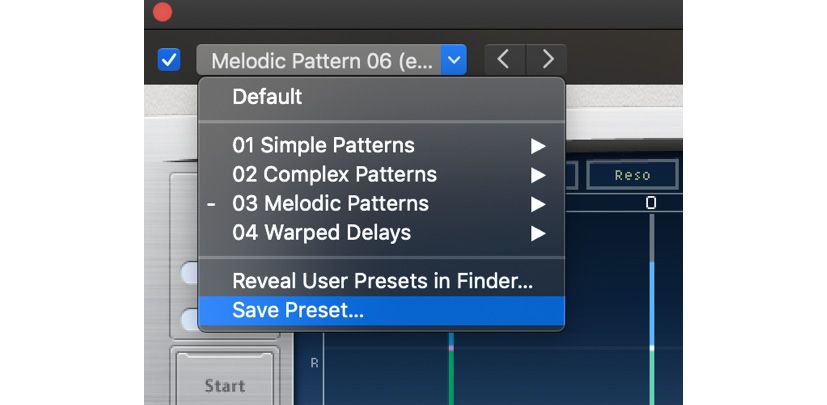 Melodic Pattern 06 (e...
Default
01 Simple Patterns
02 Complex Patterns
- 03 Melodic Patterns
04 Warped Delays
Reveal User Presets in Finder...
Save Preset...
Reso
R
Start